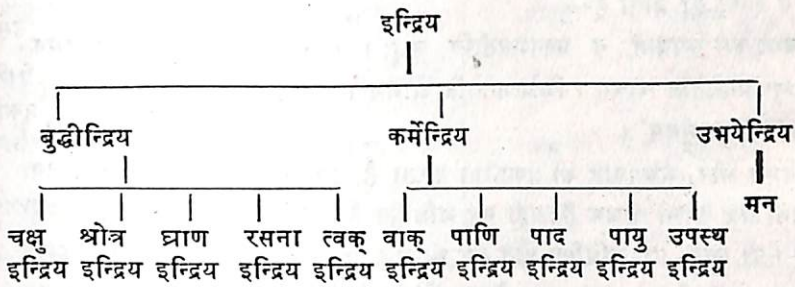 इन्द्रिय
बुद्धीन्द्रिय कर्मेन्द्रिय उभयेन्द्रिय
मन
चक्षु श्रोत्र घ्राण रसना त्वक् वाक् पाणि पाद पायु उपस्थ
इन्द्रिय इन्द्रिय इन्द्रिय इन्द्रिय इन्द्रिय इन्द्रिय इन्द्रिय इन्द्रिय इन्द्रिय इन्द्रिय